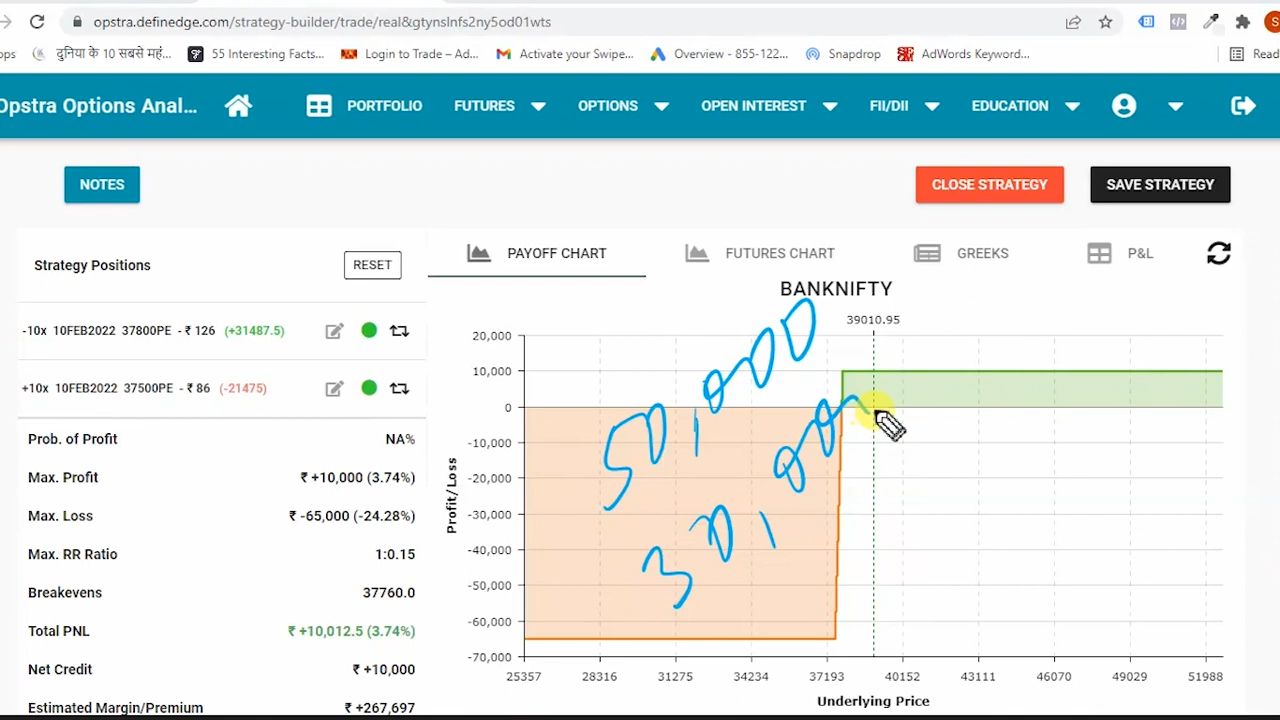 opstra.definedge.com/strategy-builder/trade/real&gtynslnfs2ny5od01wts
दुनिया के 10 सबसे महं... 55 Interesting Facts... Login to Trade – Ad... Activate your Swipe... Overview - 855-122... Snapdrop AdWords Keyword... Read
Opstra Options Anal... PORTFOLIO FUTURES OPTIONS OPEN INTEREST FII/DII EDUCATION
NOTES CLOSE STRATEGY SAVE STRATEGY
Strategy Positions RESET
-10x 10FEB2022 37800PE - ₹ 126 (+31487.5)
+10x 10FEB2022 37500PE - ₹ 86 (-21475)
Prob. of Profit NA%
Max. Profit ₹ +10,000 (3.74%)
Max. Loss ₹ -65,000 (-24.28%)
Max. RR Ratio 1:0.15
Breakevens 37760.0
Total PNL ₹ +10,012.5 (3.74%)
Net Credit ₹ +10,000
Estimated Margin/Premium ₹ +267,697
PAYOFF CHART FUTURES CHART GREEKS P&L
BANKNIFTY
39010.95
20,000
10,000
0
-10,000
-20,000
-30,000
-40,000
-50,000
-60,000
-70,000
Profit/Loss
50,000
30,00
25357 28316 31275 34234 37193 40152 43111 46070 49029 51988
Underlying Price